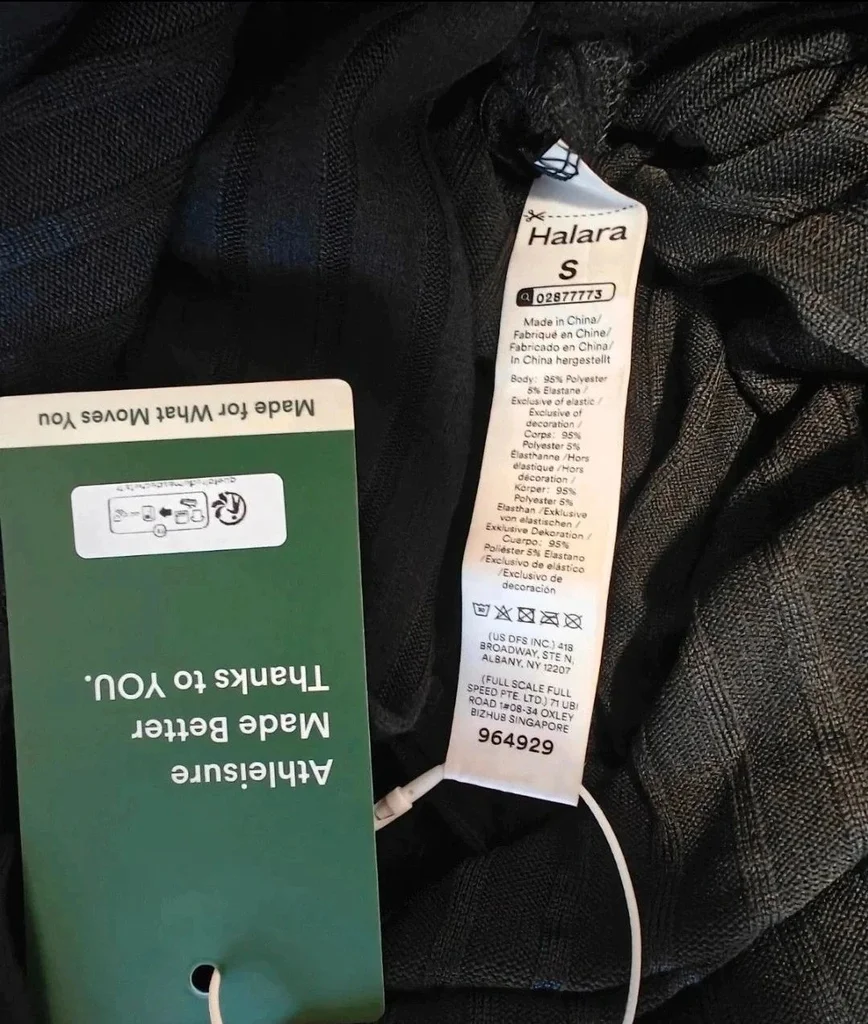 Halara
S
02877773
Made in China/
Fabriqué en Chine/
Fabricado en China/
In China hergestellt
Body: 95% Polyester
5% Elastane /
Exclusive of elastic /
Exclusive of
decoration /
Corps: 95%
Polyester 5%
Élasthanne /Hors
élastique /Hors
décoration /
Körper: 95%
Polyester 5%
Elasthan /Exklusive
von elastischen /
Exklusive Dekoration /
Cuerpo: 95%
Poliéster 5% Elastano
/Exclusivo de elástico
/Exclusivo de
decoración
30
(US DFS INC.) 418
BROADWAY, STE N,
ALBANY, NY 12207
(FULL SCALE FULL
SPEED PTE. LTD.) 71 UBI
ROAD 1#08-34 OXLEY
BIZHUB SINGAPORE
964929
Athleisure
Made Better
Thanks to YOU.
Made for What Moves You